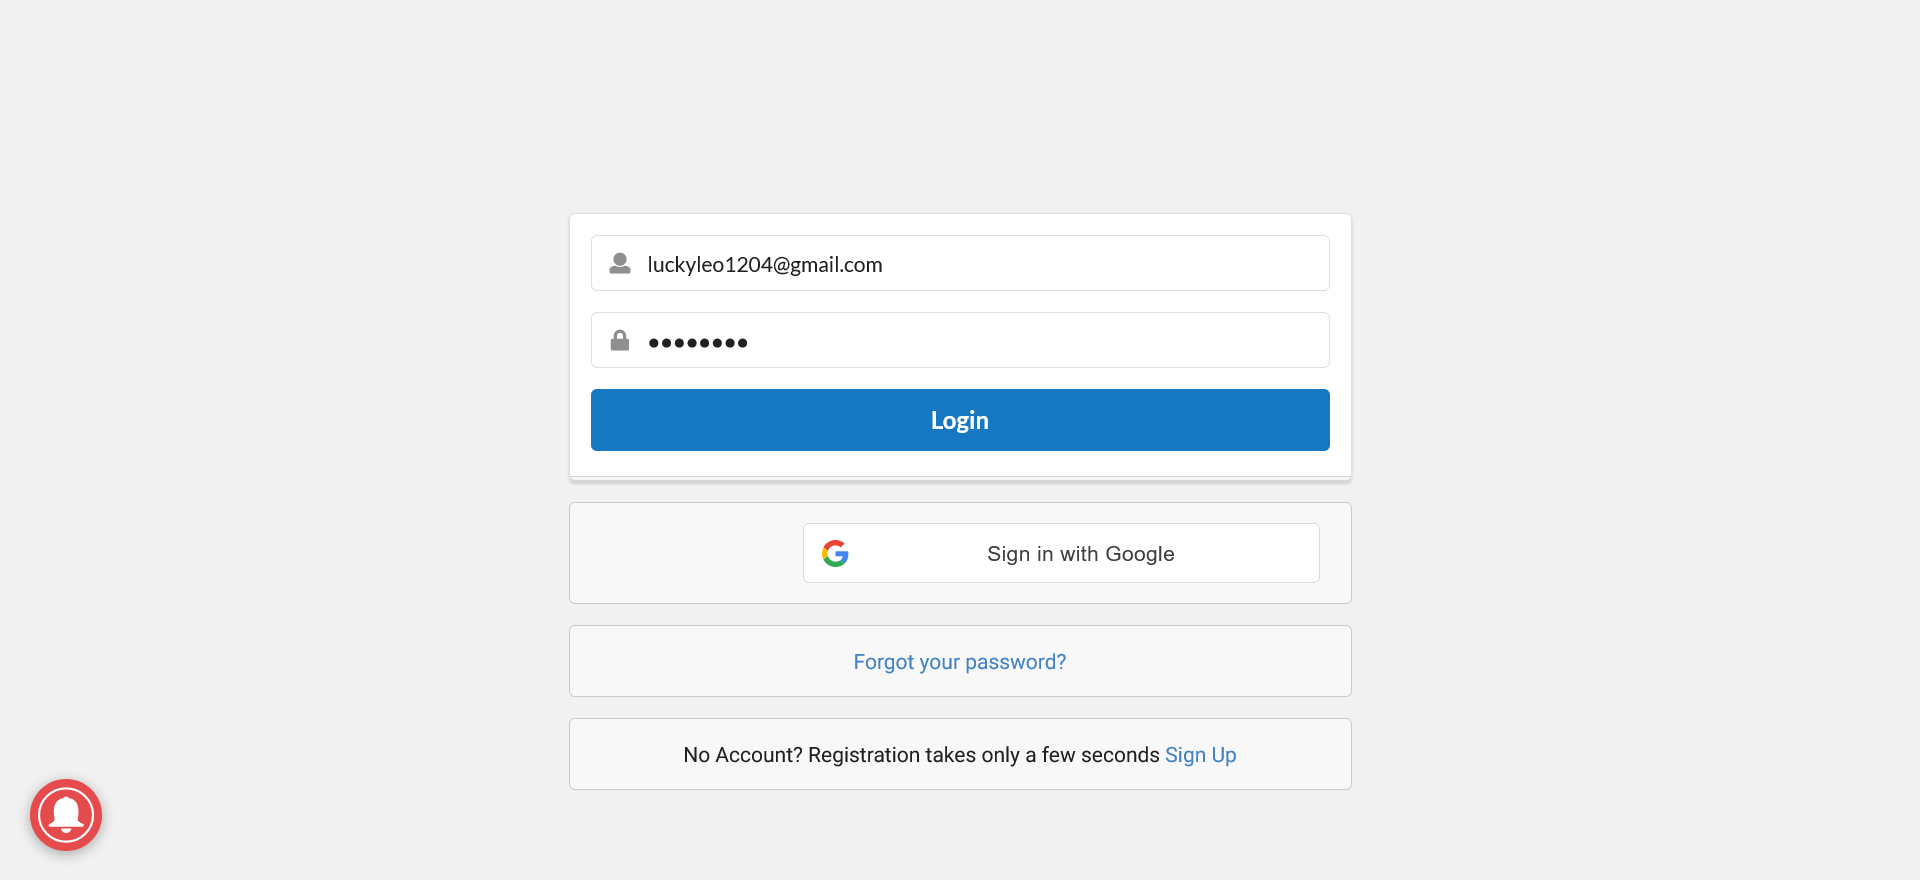 luckyleo1204@gmail.com
••••••••
Login
Sign in with Google
Forgot your password?
No Account? Registration takes only a few seconds Sign Up